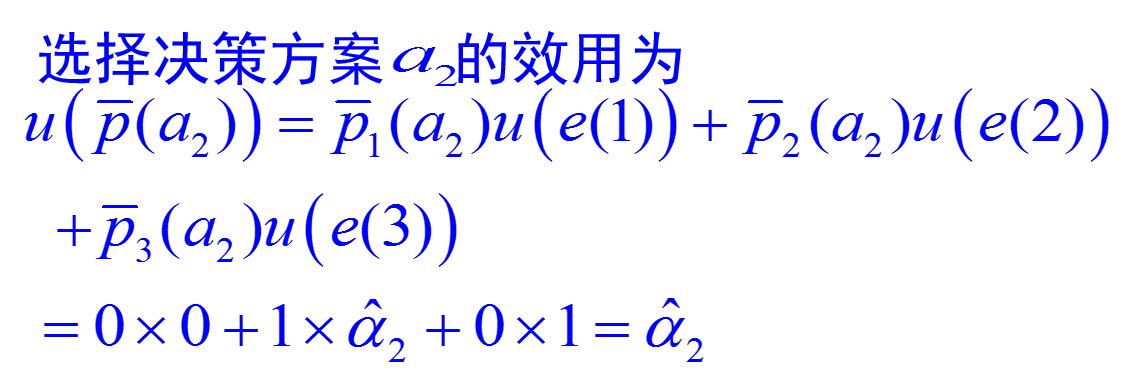 选择决策方案a₂的效用为
u(p̅(a₂)) = p̅₁(a₂)u(e(1)) + p̅₂(a₂)u(e(2))
+ p̅₃(a₂)u(e(3))
= 0 × 0 + 1 × α̂₂ + 0 × 1 = α̂₂